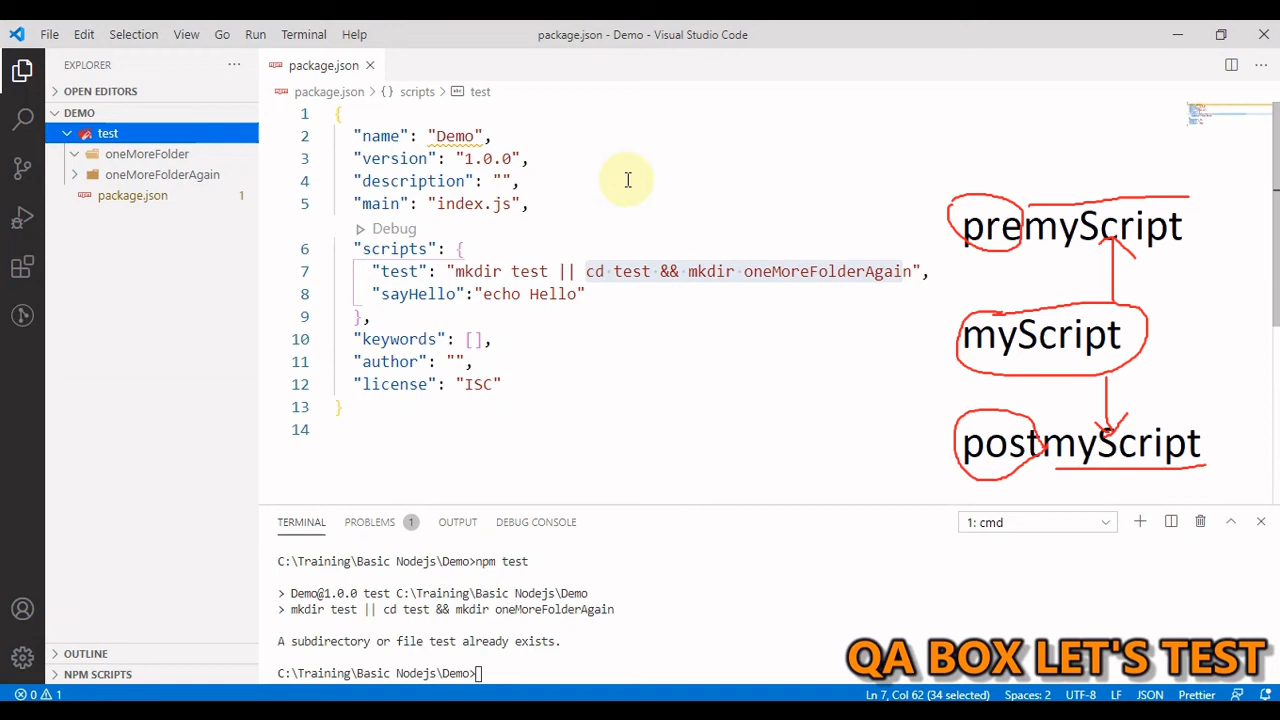 File Edit Selection View Go Run Terminal Help package.json - Demo - Visual Studio Code
EXPLORER
OPEN EDITORS
DEMO
test
oneMoreFolder
oneMoreFolderAgain
package.json 1
OUTLINE
NPM SCRIPTS
package.json
package.json > {} scripts > abc test
1 {
2 "name": "Demo",
3 "version": "1.0.0",
4 "description": "",
5 "main": "index.js",
Debug
6 "scripts": {
7 "test": "mkdir test || cd test && mkdir oneMoreFolderAgain",
8 "sayHello":"echo Hello"
9 },
10 "keywords": [],
11 "author": "",
12 "license": "ISC"
13 }
14
premyScript
myScript
postmyScript
TERMINAL PROBLEMS 1 OUTPUT DEBUG CONSOLE 1: cmd
C:\Training\Basic Nodejs\Demo>npm test
> Demo@1.0.0 test C:\Training\Basic Nodejs\Demo
> mkdir test || cd test && mkdir oneMoreFolderAgain
A subdirectory or file test already exists.
C:\Training\Basic Nodejs\Demo>
QA BOX LET'S TEST
0 1 Ln 7, Col 62 (34 selected) Spaces: 2 UTF-8 LF JSON Prettier